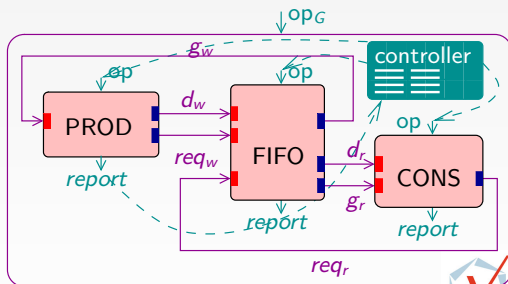 op_G
g_w
controller
op
op
op
PROD
d_w
req_w
FIFO
d_r
g_r
CONS
report
report
report
req_r